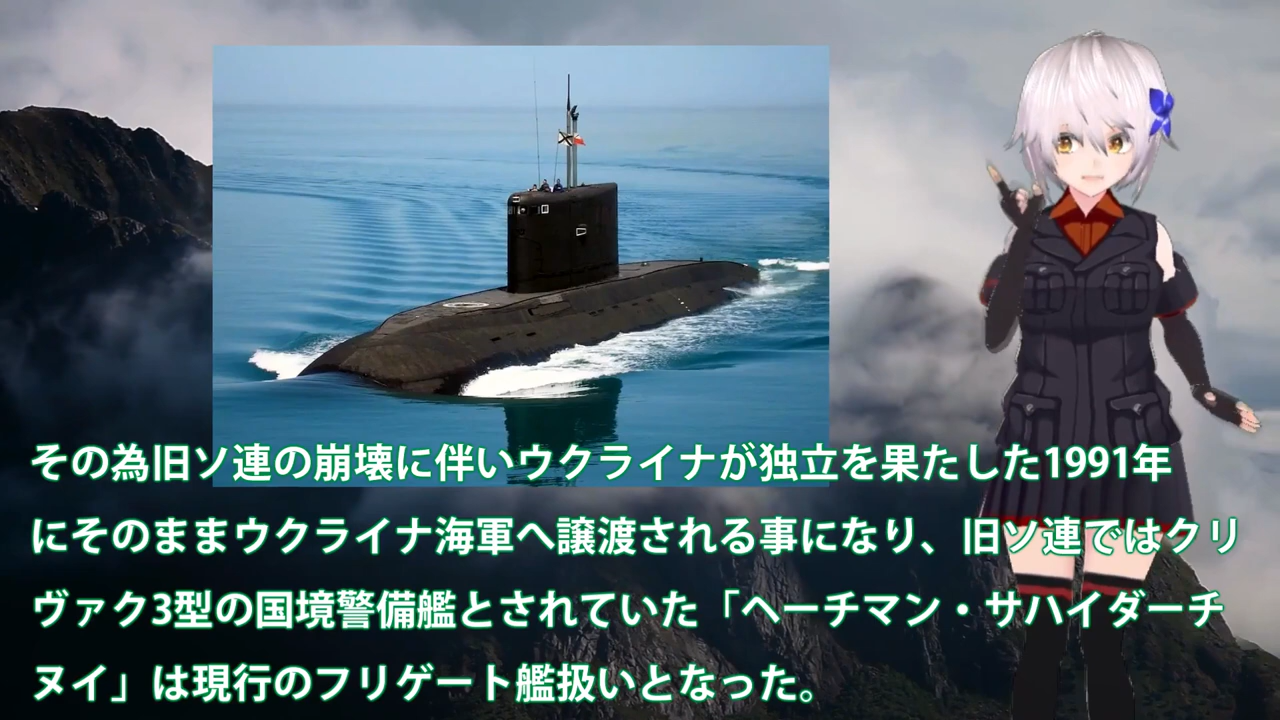 その為旧ソ連の崩壊に伴いウクライナが独立を果たした1991年
にそのままウクライナ海軍へ譲渡される事になり、旧ソ連ではクリ
ヴァク3型の国境警備艦とされていた「ヘーチマン・サハイダーチ
ヌイ」は現行のフリゲート艦扱いとなった。